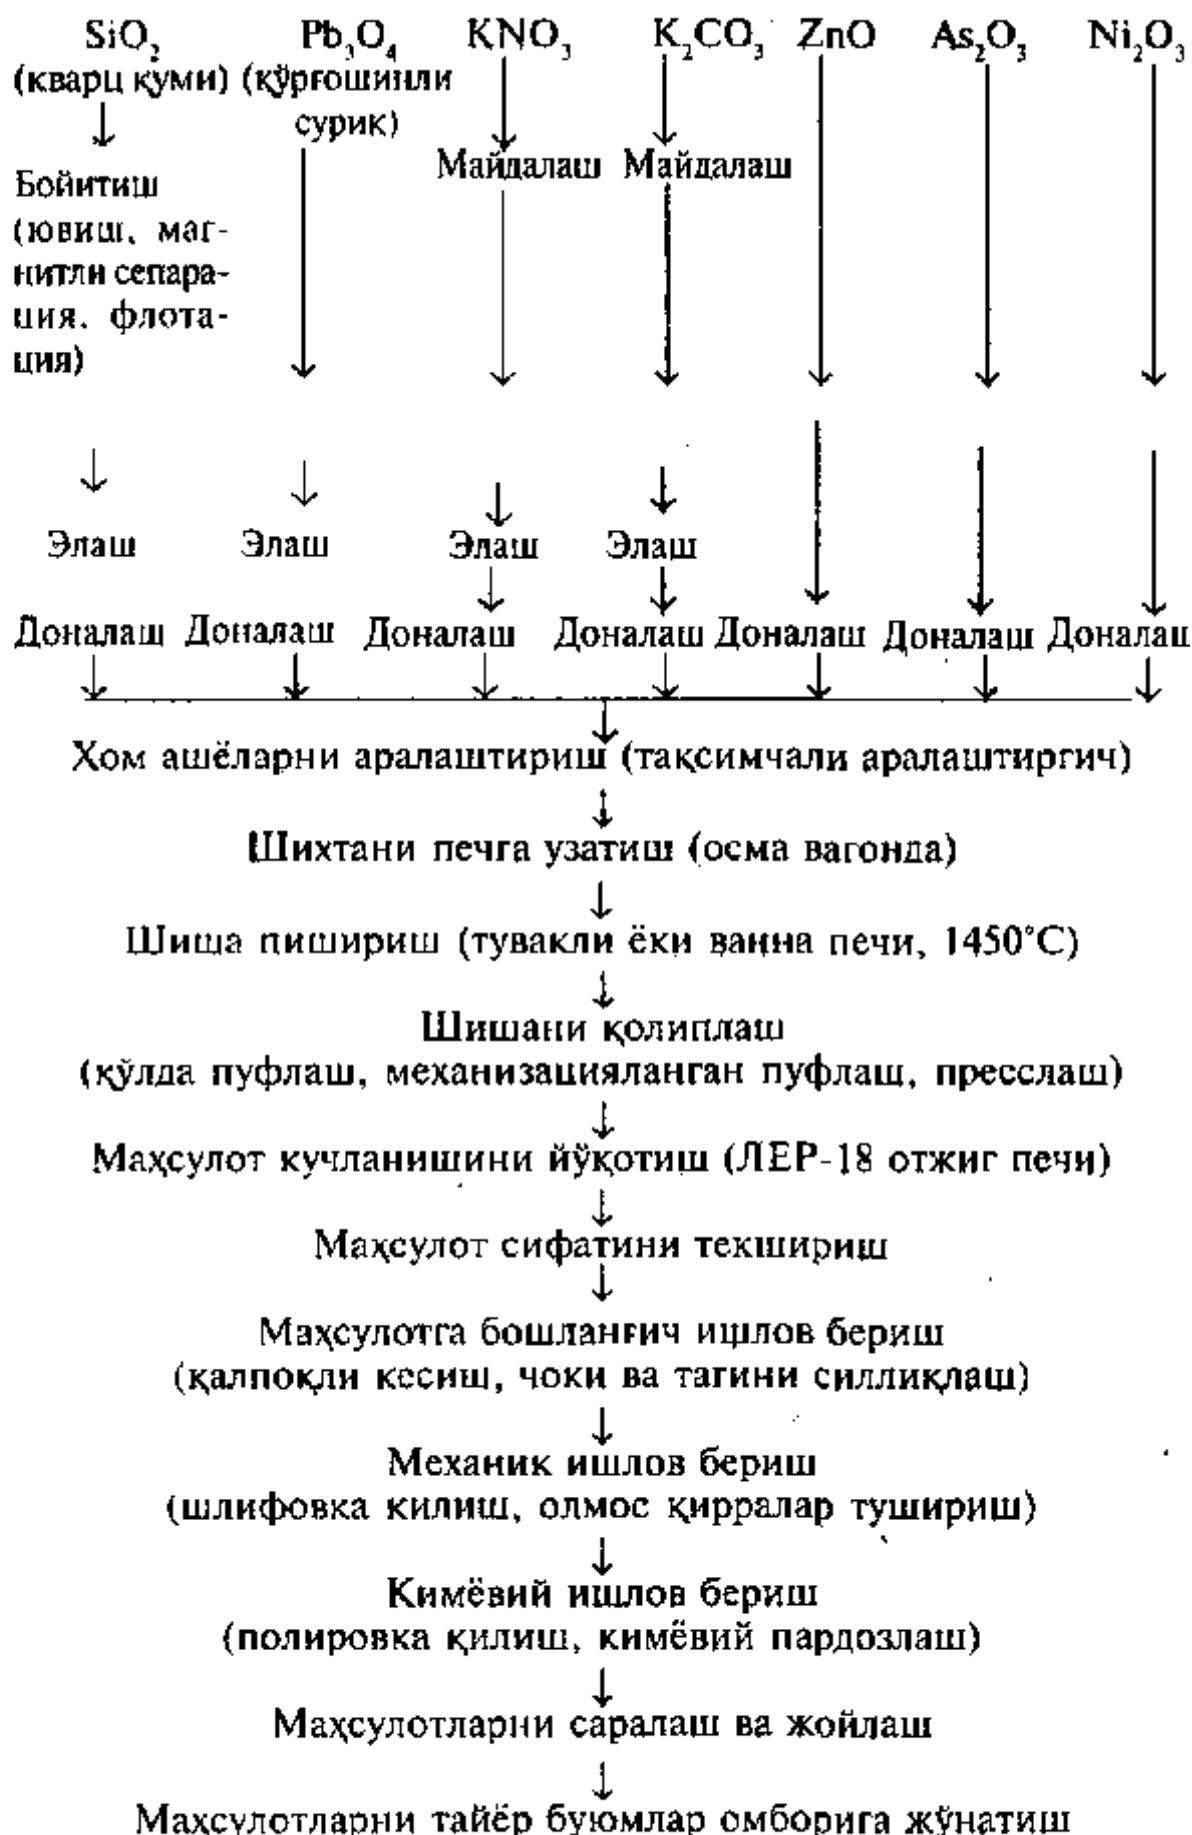 SiO₂ Pb₃O₄ KNO₃ K₂CO₃ ZnO As₂O₃ Ni₂O₃
(кварц қуми) (қўрғошинли
сурик)
Майдалаш Майдалаш
Бойитиш
(ювиш, маг-
нитли сепара-
ция, флота-
ция)
Элаш Элаш Элаш Элаш
Доналаш Доналаш Доналаш Доналаш Доналаш Доналаш Доналаш
Хом ашёларни аралаштириш (тақсимчали аралаштиргич)
Шихтани печга узатиш (осма вагонда)
Шиша пишириш (тувакли ёки ванна печи, 1450°С)
Шишани қолиплаш
(қўлда пуфлаш, механизацияланган пуфлаш, пресслаш)
Маҳсулот кучланишини йўқотиш (ЛЕР-18 отжиг печи)
Маҳсулот сифатини текшириш
Маҳсулотга бошланғич ишлов бериш
(қалпоқли кесиш, чоки ва тагини силлиқлаш)
Механик ишлов бериш
(шлифовка килиш, олмос қирралар тушириш)
Кимёвий ишлов бериш
(полировка қилиш, кимёвий пардозлаш)
Маҳсулотларни саралаш ва жойлаш
Маҳсулотларни тайёр буюмлар омборига жўнатиш